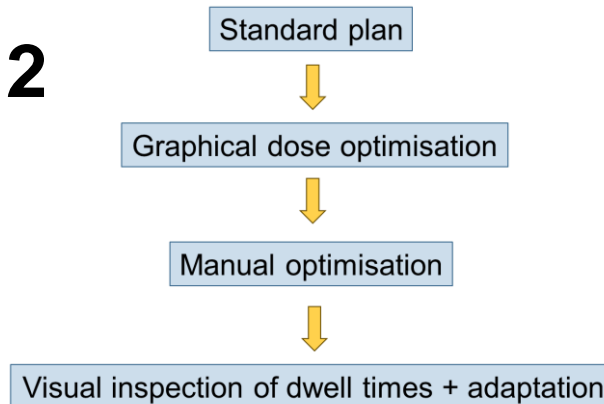 Standard plan
2
Graphical dose optimisation
Manual optimisation
Visual inspection of dwell times + adaptation